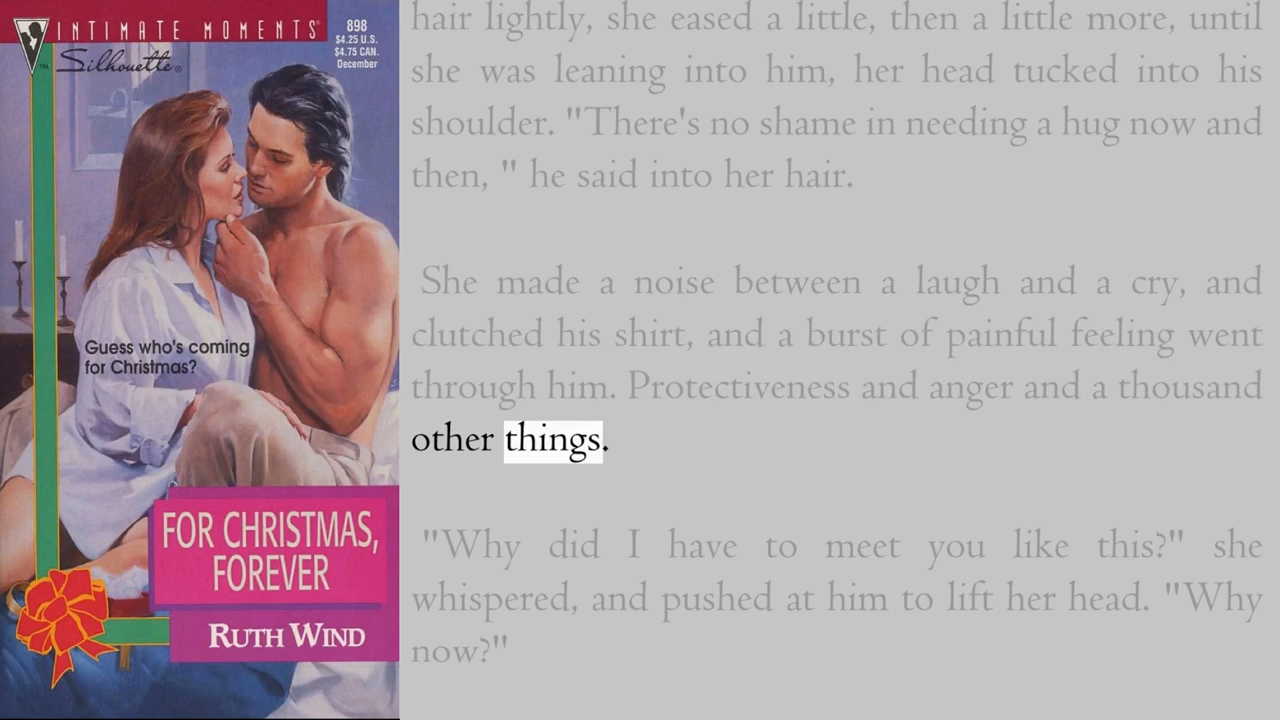 INTIMATE MOMENTS®
Silhouette®
TM
898
$4.25 U.S.
$4.75 CAN.
December
Guess who's coming
for Christmas?
FOR CHRISTMAS,
FOREVER
RUTH WIND
hair lightly, she eased a little, then a little more, until
she was leaning into him, her head tucked into his
shoulder. "There's no shame in needing a hug now and
then, " he said into her hair.
She made a noise between a laugh and a cry, and
clutched his shirt, and a burst of painful feeling went
through him. Protectiveness and anger and a thousand
other things.
"Why did I have to meet you like this?" she
whispered, and pushed at him to lift her head. "Why
now?"